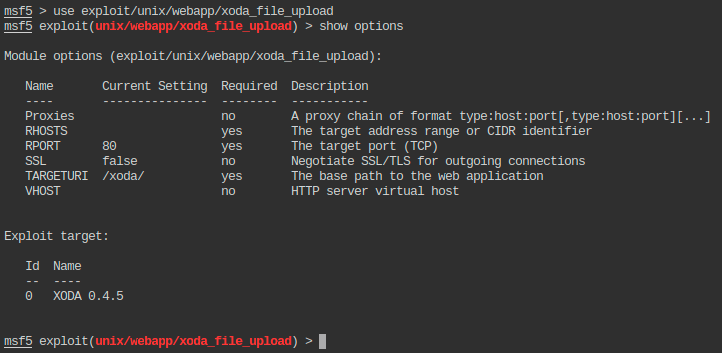 msf5 > use exploit/unix/webapp/xoda_file_upload
msf5 exploit(unix/webapp/xoda_file_upload) > show options

Module options (exploit/unix/webapp/xoda_file_upload):

   Name       Current Setting  Required  Description
   ----       ---------------  --------  -----------
   Proxies                     no        A proxy chain of format type:host:port[,type:host:port][...]
   RHOSTS                      yes       The target address range or CIDR identifier
   RPORT      80               yes       The target port (TCP)
   SSL        false            no        Negotiate SSL/TLS for outgoing connections
   TARGETURI  /xoda/           yes       The base path to the web application
   VHOST                       no        HTTP server virtual host


Exploit target:

   Id  Name
   --  ----
   0   XODA 0.4.5


msf5 exploit(unix/webapp/xoda_file_upload) >